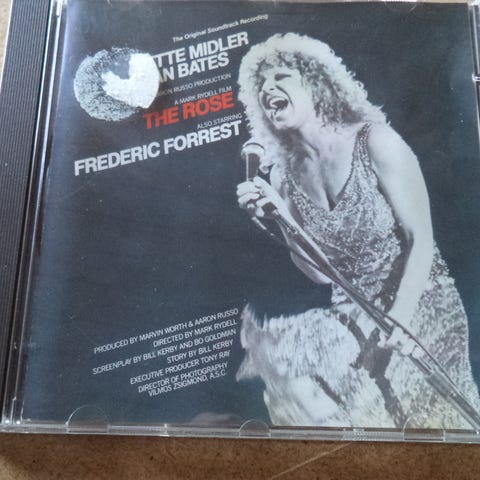 The Original Soundtrack Recording
TTE MIDLER
AN BATES
RON RUSSO PRODUCTION
A MARK RYDELL FILM
THE ROSE
ALSO STARRING
FREDERIC FORREST
PRODUCED BY MARVIN WORTH & AARON RUSSO
DIRECTED BY MARK RYDELL
SCREENPLAY BY BILL KERBY AND BO GOLDMAN
STORY BY BILL KERBY
EXECUTIVE PRODUCER TONY RAY
DIRECTOR OF PHOTOGRAPHY
VILMOS ZSIGMOND, A.S.C.